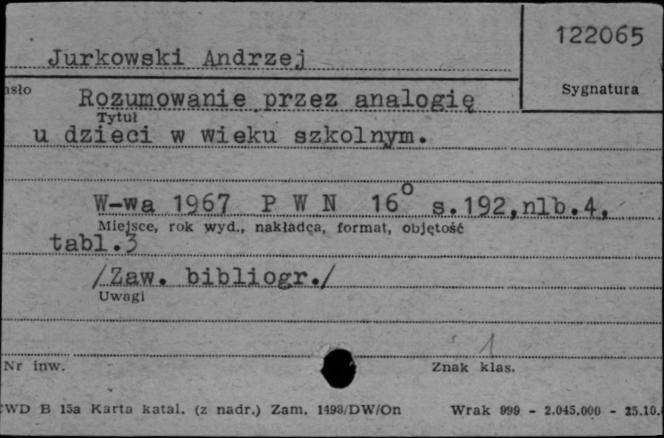 122065
Jurkowski Andrzej
Sygnatura
Rozumowanie przez analogię
Tytuł
u dzieci w wieku szkolnym.
W-wa 1967 P W N 16° s.192,nlb.4,
Miejsce, rok wyd., nakładca, format, objętość
tabl.3
/Zaw. bibliogr./
Uwagi
1
Nr inw.
Znak klas.
WD B 15a Karta katal. (z nadr.) Zam. 1493/DW/On Wrak 999 - 2.045.000 - 25.10.